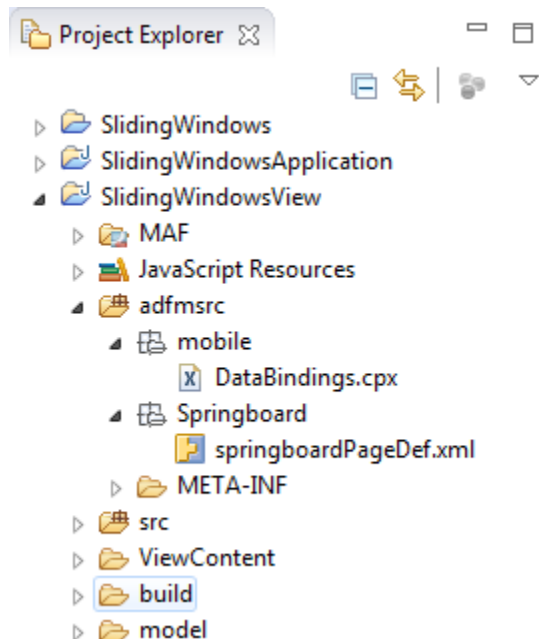 Project Explorer
SlidingWindows
SlidingWindowsApplication
SlidingWindowsView
MAF
JavaScript Resources
adfmsrc
mobile
DataBindings.cpx
Springboard
springboardPageDef.xml
META-INF
src
ViewContent
build
model